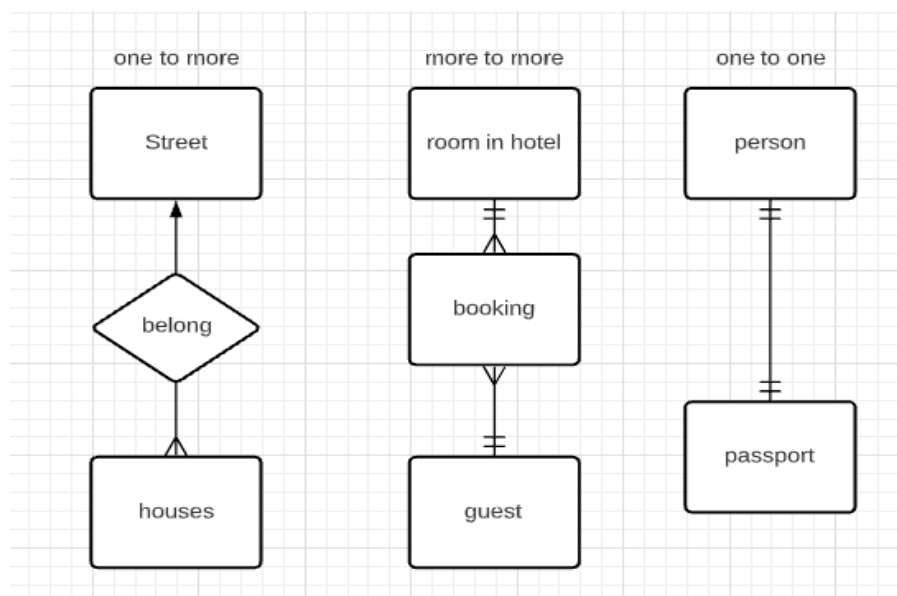 one to more
more to more
one to one
Street
room in hotel
person
belong
booking
houses
guest
passport